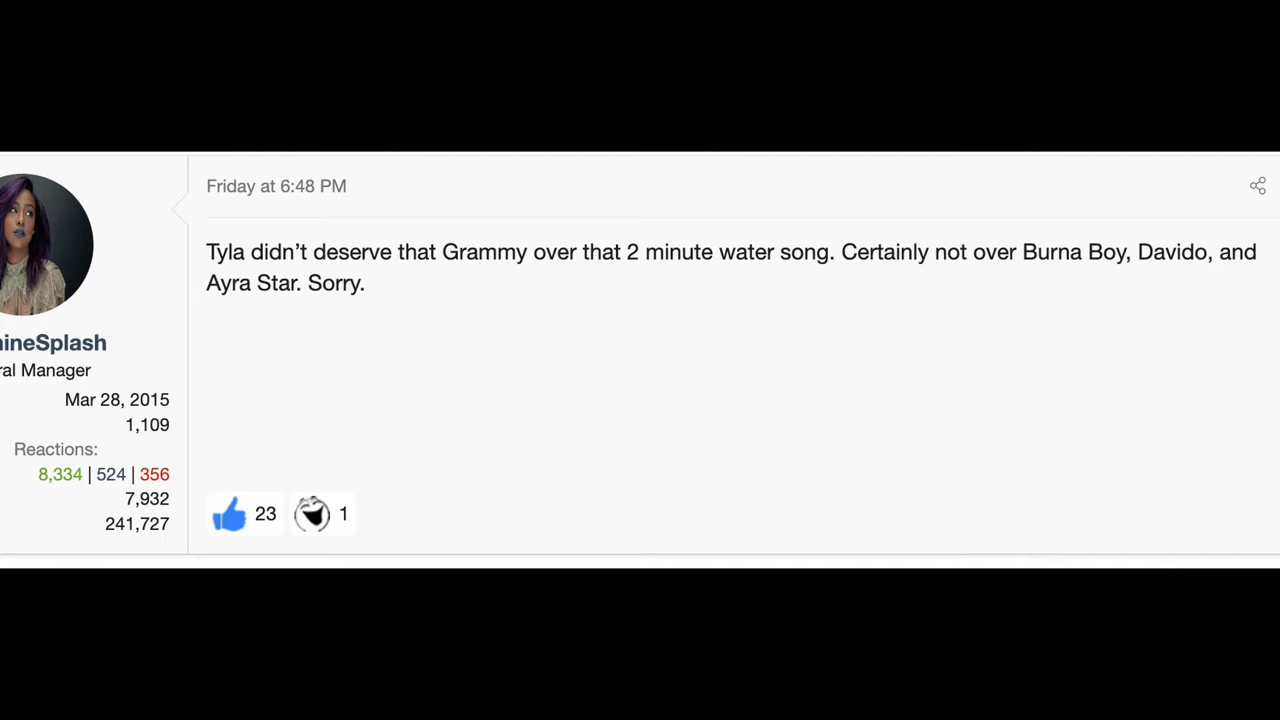 Friday at 6:48 PM
Tyla didn’t deserve that Grammy over that 2 minute water song. Certainly not over Burna Boy, Davido, and
Ayra Star. Sorry.
ineSplash
ral Manager
Mar 28, 2015
1,109
Reactions:
8,334 | 524 | 356
7,932
241,727
23
1